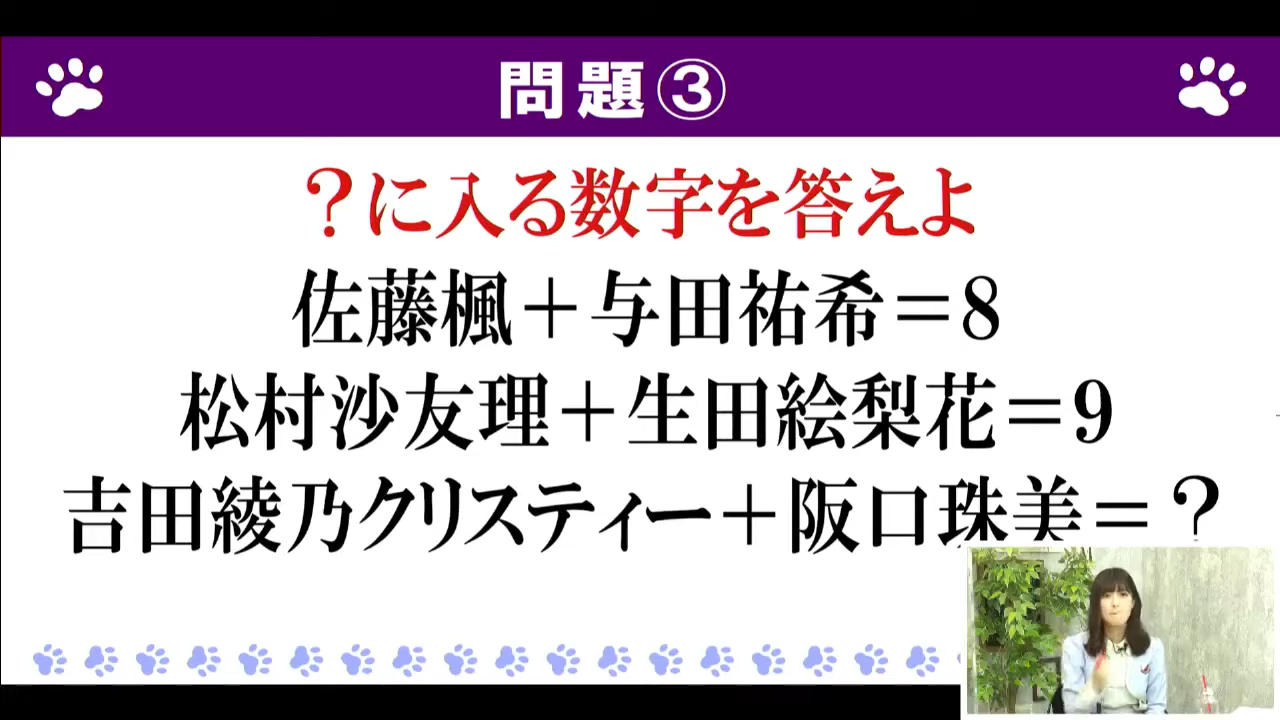 問題③
？に入る数字を答えよ
佐藤楓＋与田祐希＝8
松村沙友理＋生田絵梨花＝9
吉田綾乃クリスティー＋阪口珠美＝？